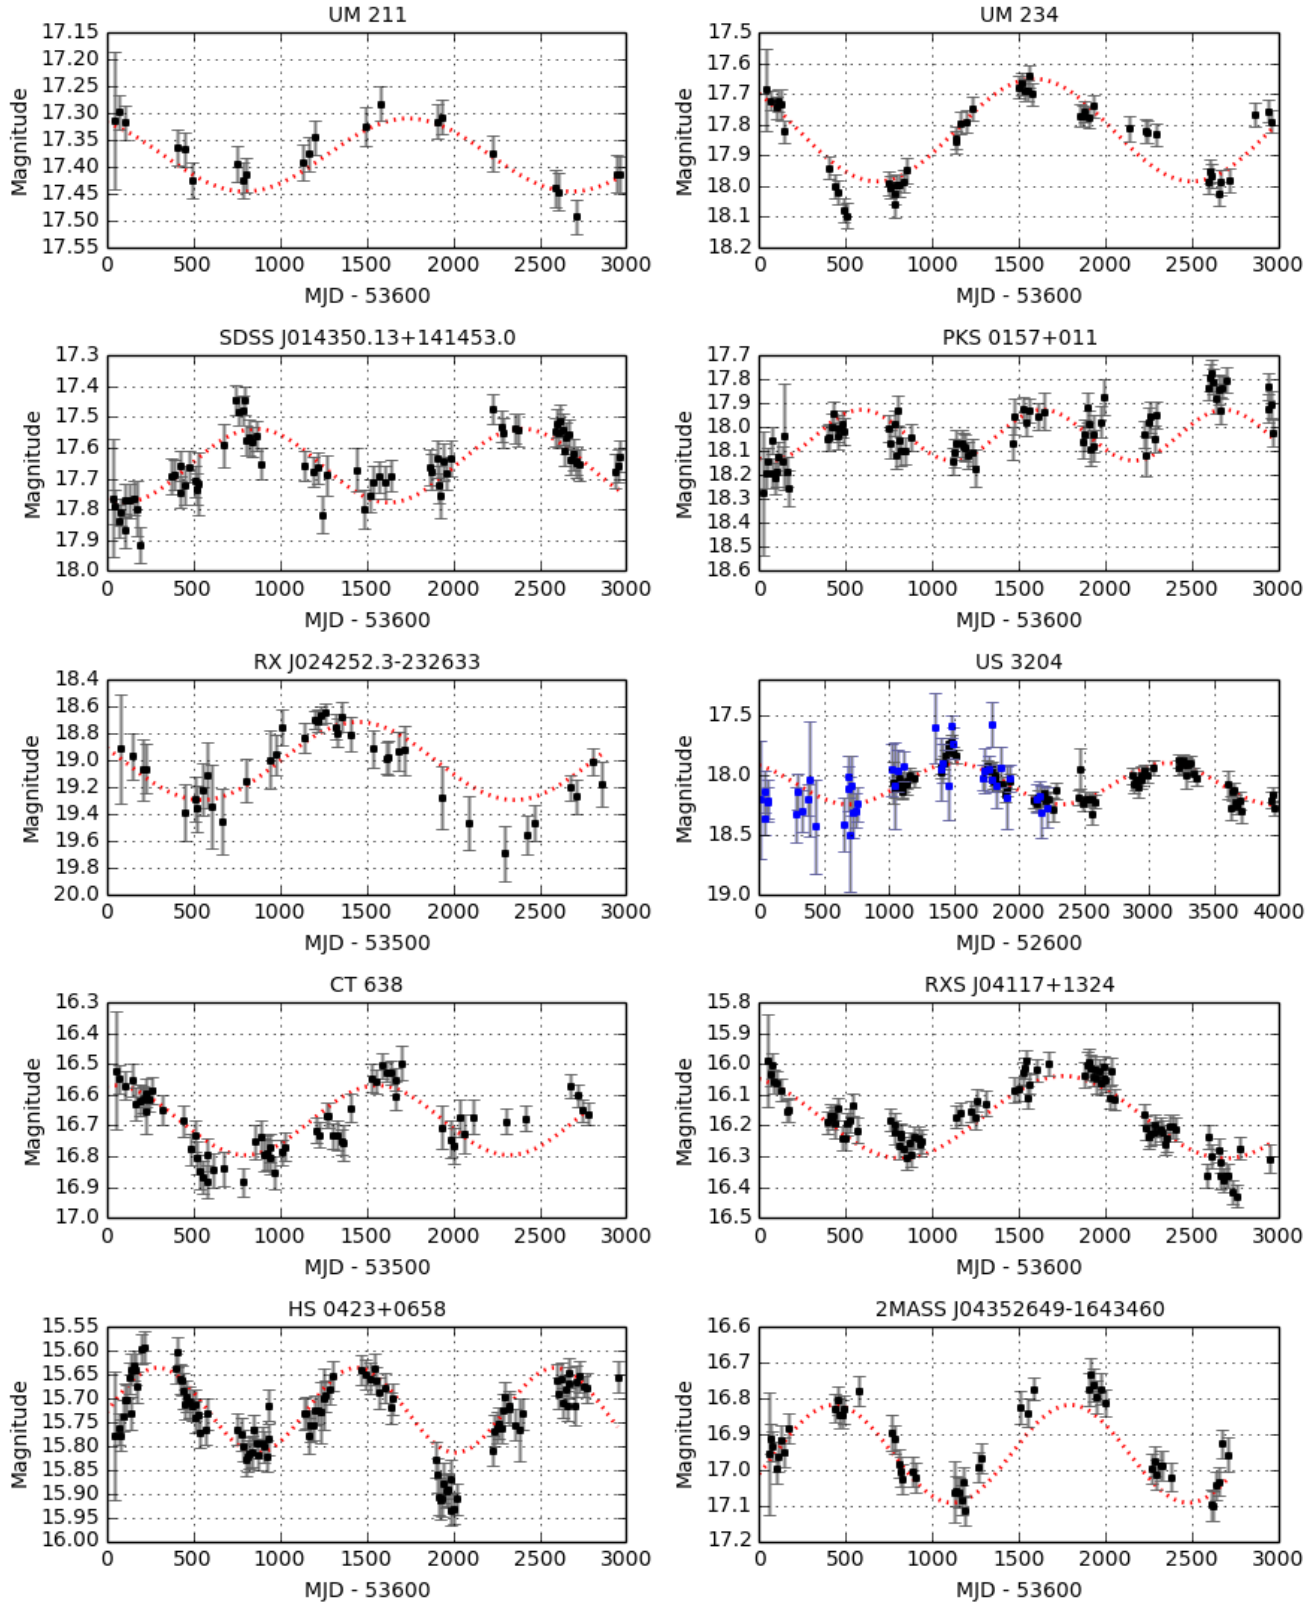 UM 211
17.15
17.20
17.25
17.30
17.35
17.40
17.45
17.50
17.55
Magnitude
0 500 1000 1500 2000 2500 3000
MJD - 53600
UM 234
17.5
17.6
17.7
17.8
17.9
18.0
18.1
18.2
Magnitude
0 500 1000 1500 2000 2500 3000
MJD - 53600
SDSS J014350.13+141453.0
17.3
17.4
17.5
17.6
17.7
17.8
17.9
18.0
Magnitude
0 500 1000 1500 2000 2500 3000
MJD - 53600
PKS 0157+011
17.7
17.8
17.9
18.0
18.1
18.2
18.3
18.4
18.5
18.6
Magnitude
0 500 1000 1500 2000 2500 3000
MJD - 53600
RX J024252.3-232633
18.4
18.6
18.8
19.0
19.2
19.4
19.6
19.8
20.0
Magnitude
0 500 1000 1500 2000 2500 3000
MJD - 53500
US 3204
17.5
18.0
18.5
19.0
Magnitude
0 500 1000 1500 2000 2500 3000 3500 4000
MJD - 52600
CT 638
16.3
16.4
16.5
16.6
16.7
16.8
16.9
17.0
Magnitude
0 500 1000 1500 2000 2500 3000
MJD - 53500
RXS J04117+1324
15.8
15.9
16.0
16.1
16.2
16.3
16.4
16.5
Magnitude
0 500 1000 1500 2000 2500 3000
MJD - 53600
HS 0423+0658
15.55
15.60
15.65
15.70
15.75
15.80
15.85
15.90
15.95
16.00
Magnitude
0 500 1000 1500 2000 2500 3000
MJD - 53600
2MASS J04352649-1643460
16.6
16.7
16.8
16.9
17.0
17.1
17.2
Magnitude
0 500 1000 1500 2000 2500 3000
MJD - 53600